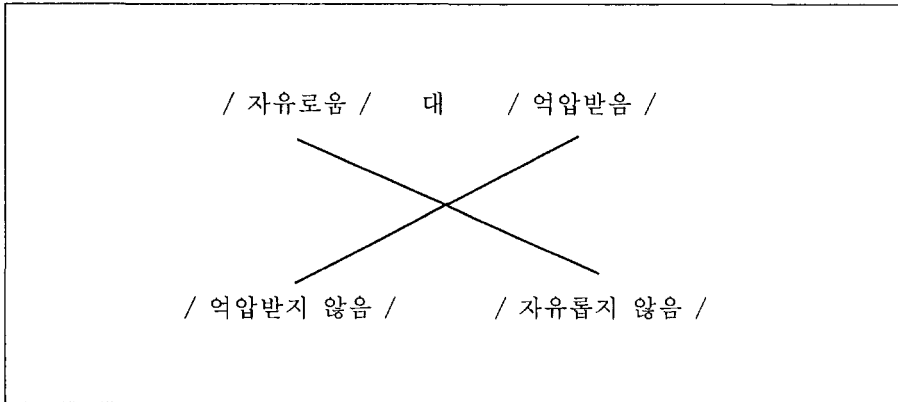 / 자유로움 / 대 / 억압받음 /
/ 억압받지 않음 / / 자유롭지 않음 /